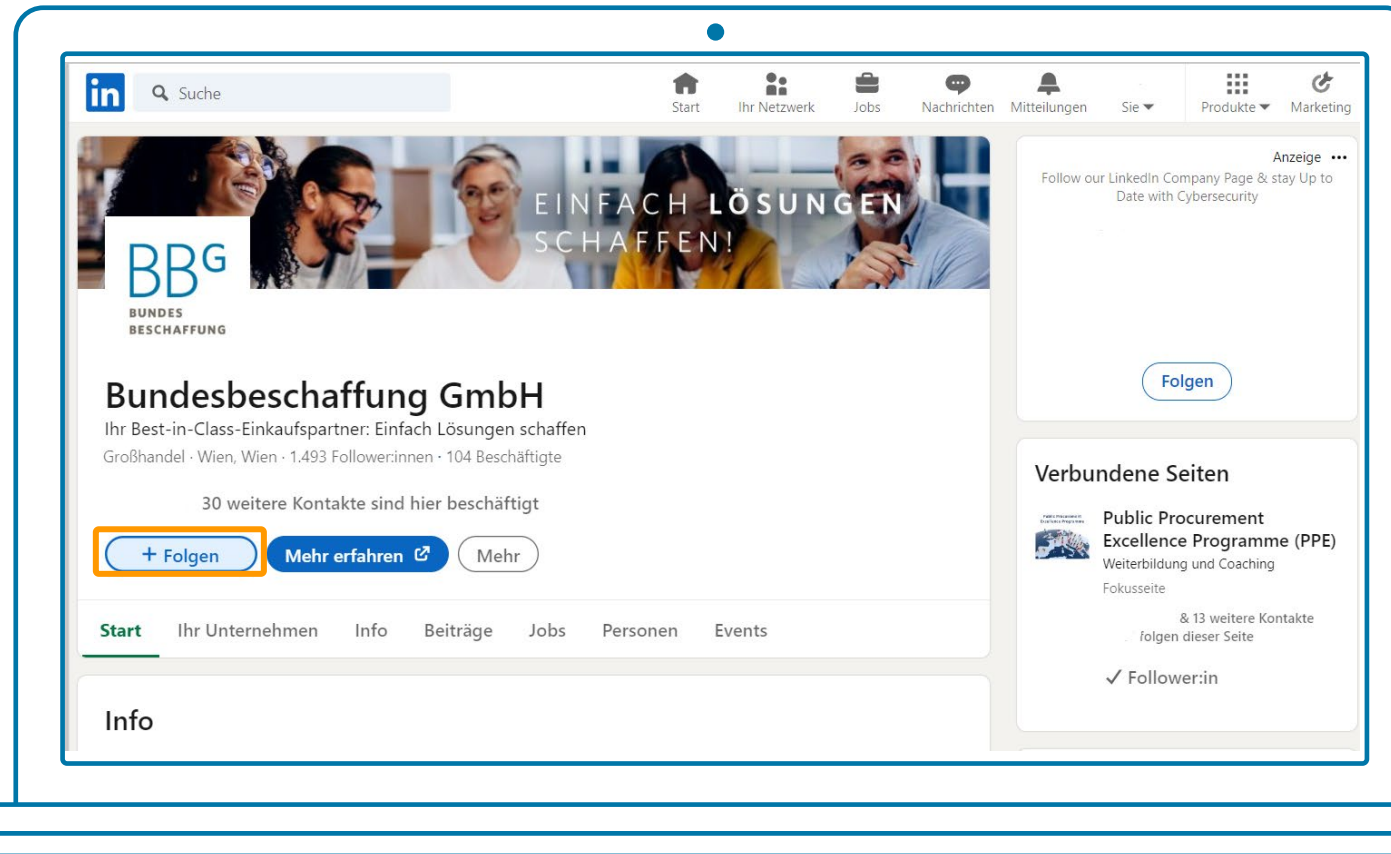 in
Suche
Start
Ihr Netzwerk
Jobs
Nachrichten
Mitteilungen
Sie
Produkte
Marketing
EINFACH LÖSUNGEN
SCHAFFEN!
BBG
BUNDES
BESCHAFFUNG
Bundesbeschaffung GmbH
Ihr Best-in-Class-Einkaufspartner: Einfach Lösungen schaffen
Großhandel · Wien, Wien · 1.493 Follower:innen · 104 Beschäftigte
30 weitere Kontakte sind hier beschäftigt
+ Folgen
Mehr erfahren
Mehr
Start
Ihr Unternehmen
Info
Beiträge
Jobs
Personen
Events
Info
Anzeige
Follow our LinkedIn Company Page & stay Up to
Date with Cybersecurity
Folgen
Verbundene Seiten
Public Procurement
Excellence Programme (PPE)
Weiterbildung und Coaching
Fokusseite
& 13 weitere Kontakte
folgen dieser Seite
✓ Follower:in